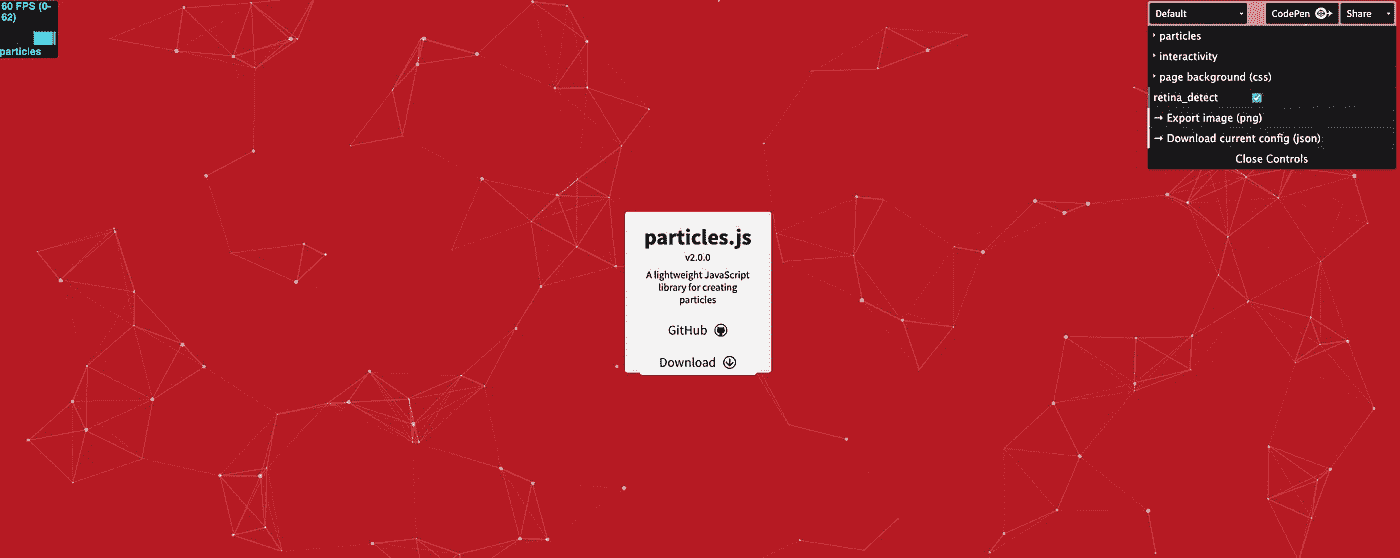 60 FPS (0-
62)
particles
Default
CodePen
Share
particles
interactivity
page background (css)
retina_detect
→ Export image (png)
→ Download current config (json)
Close Controls
particles.js
v2.0.0
A lightweight JavaScript
library for creating
particles
GitHub
Download